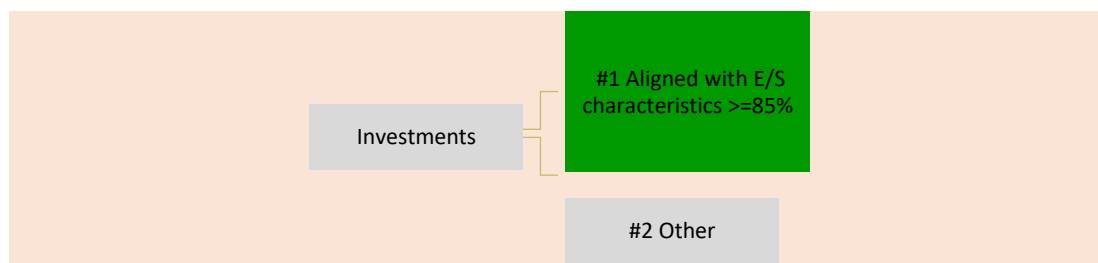 #1 Aligned with E/S
characteristics >=85%
Investments
#2 Other